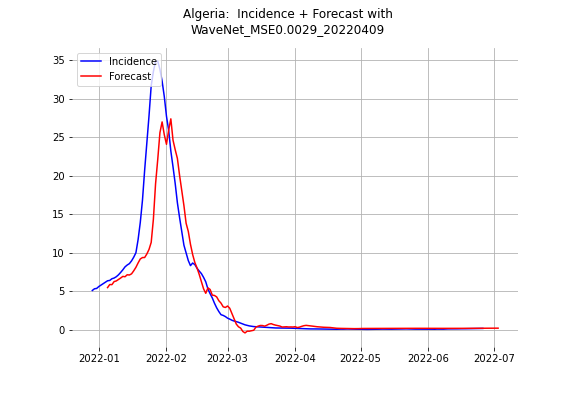 Algeria:  Incidence + Forecast with
WaveNet_MSE0.0029_20220409
Incidence
Forecast
35
30
25
20
15
10
5
0
2022-01 2022-02 2022-03 2022-04 2022-05 2022-06 2022-07